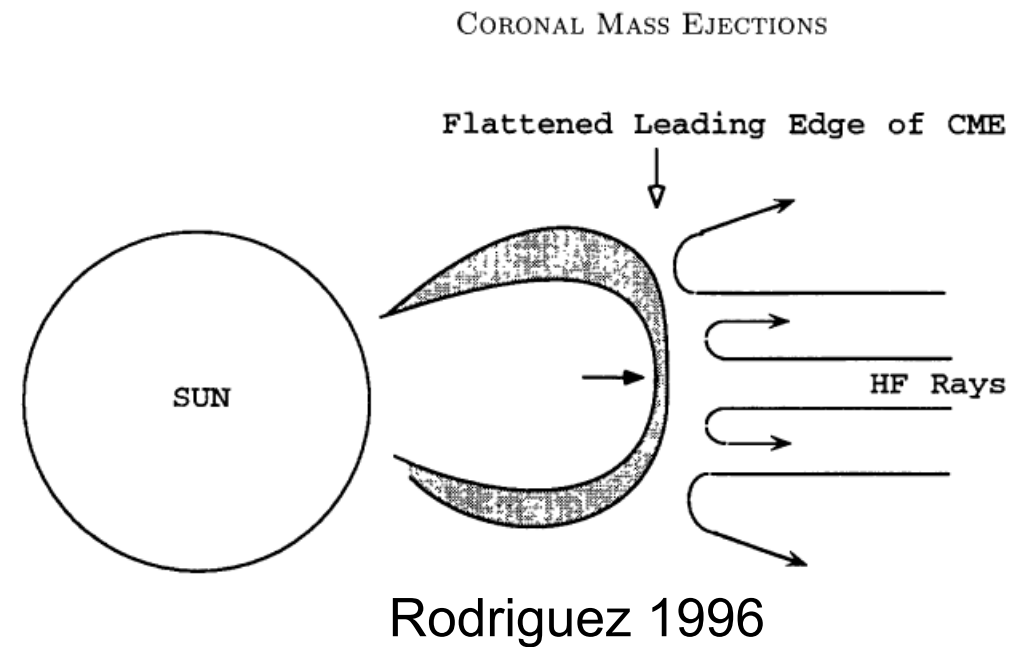 CORONAL MASS EJECTIONS
Flattened Leading Edge of CME
SUN
HF Rays
Rodriguez 1996